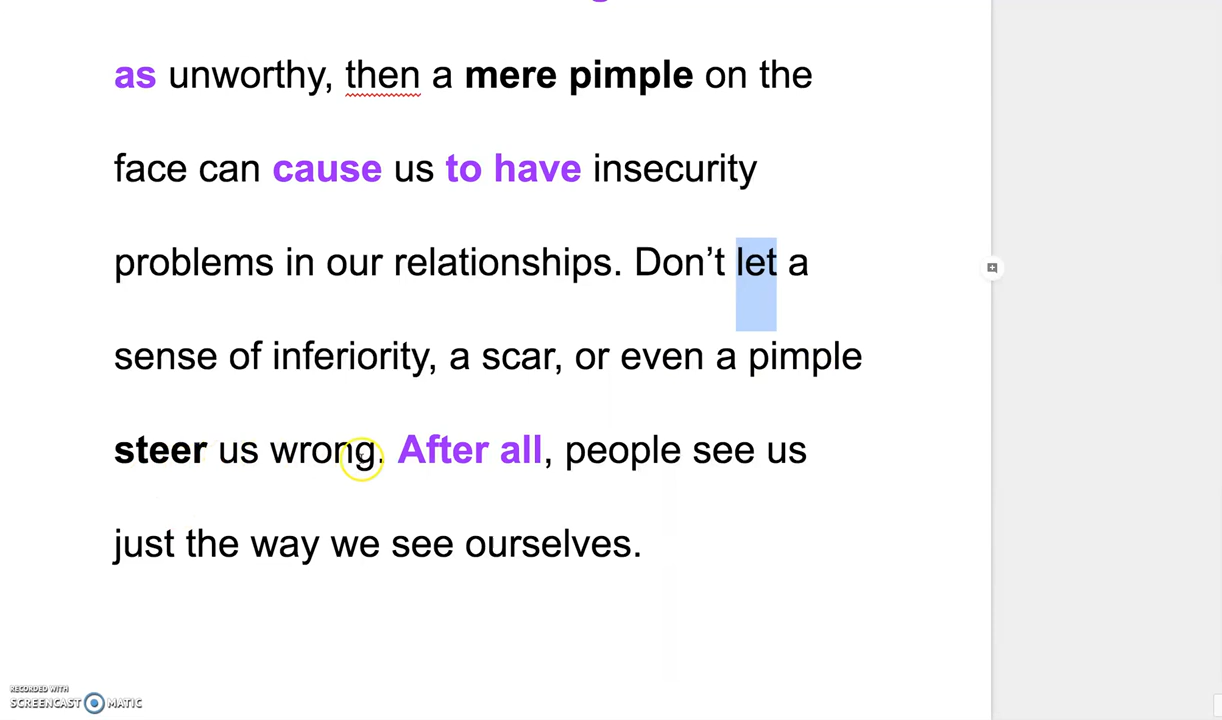 as unworthy, then a mere pimple on the
face can cause us to have insecurity
problems in our relationships. Don’t let a
sense of inferiority, a scar, or even a pimple
steer us wrong. After all, people see us
just the way we see ourselves.
RECORDED WITH
SCREENCAST MATIC